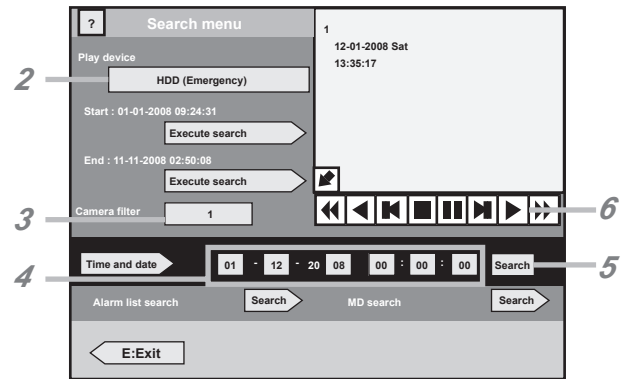 ?
Search menu
1
12-01-2008 Sat
13:35:17
Play device
2
HDD (Emergency)
Start : 01-01-2008 09:24:31
Execute search
End : 11-11-2008 02:50:08
Execute search
Camera filter
3
1
6
Time and date
01 - 12 - 20 08 00 : 00 : 00
Search
5
4
Alarm list search
Search
MD search
Search
E:Exit